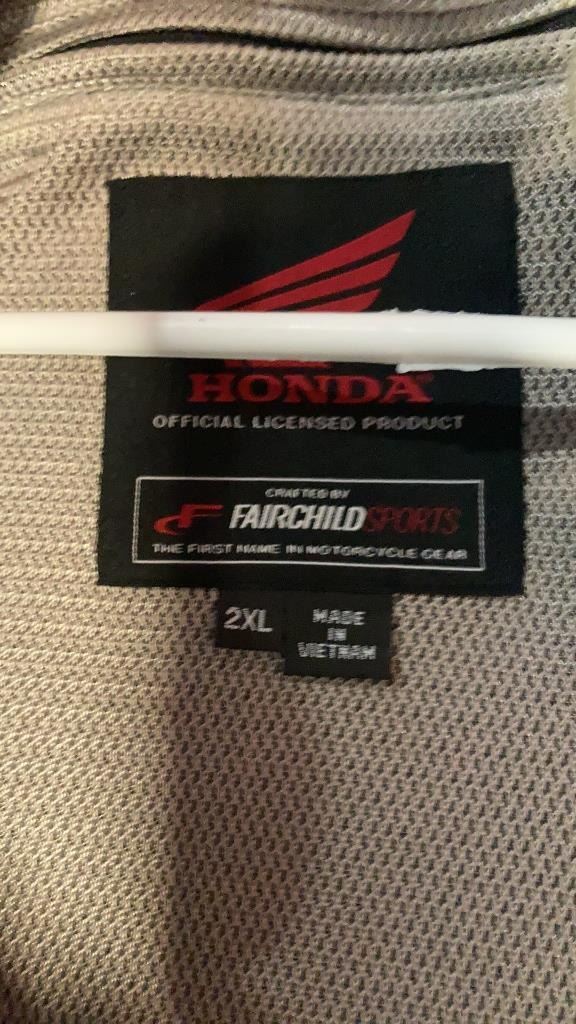 HONDA
OFFICIAL LICENSED PRODUCT
CRAFTED BY
FAIRCHILDSPORTS
THE FIRST NAME IN MOTORCYCLE GEAR
2XL
MADE
IN
VIETNAM